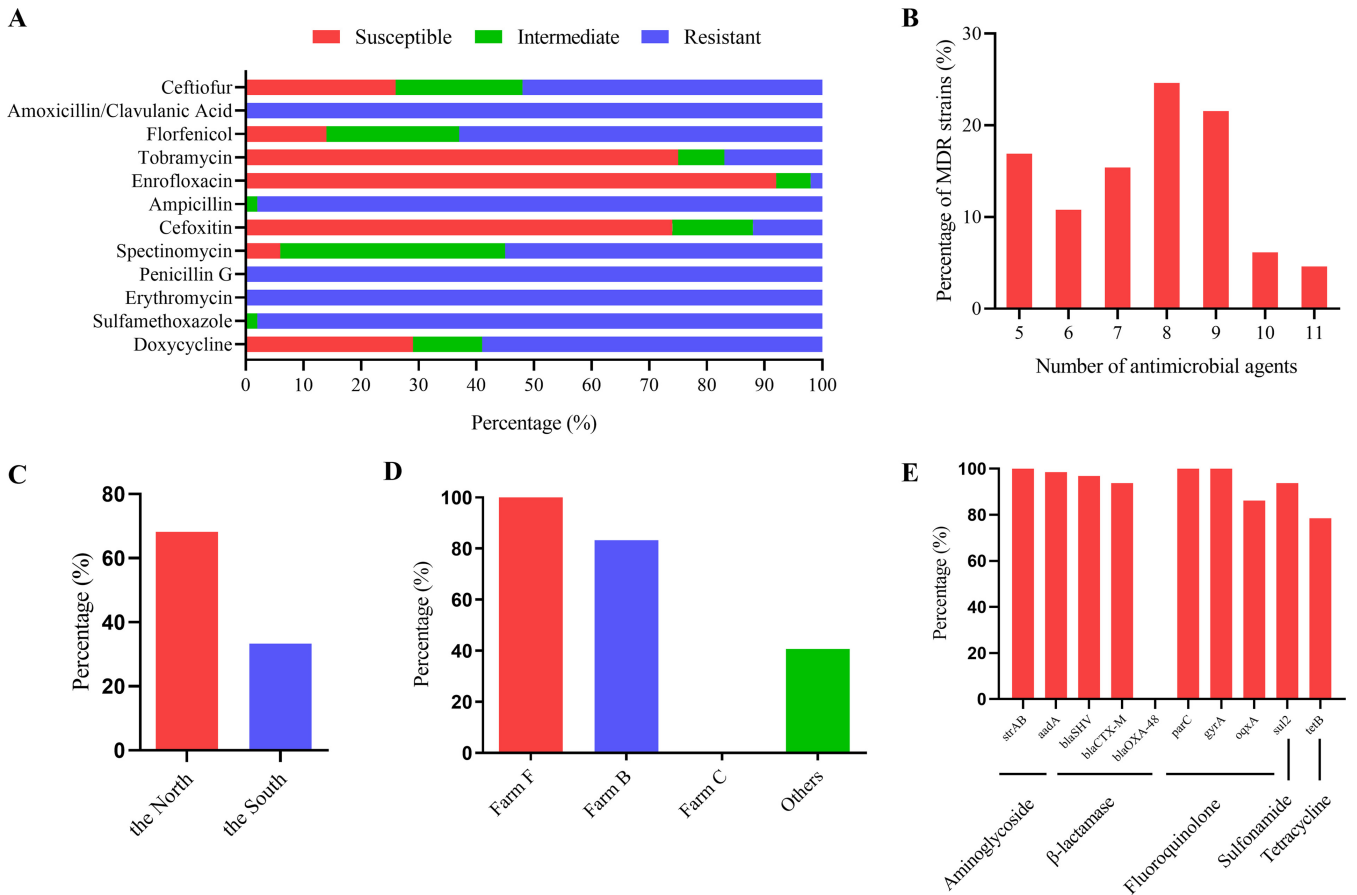 A
Susceptible Intermediate Resistant
Ceftiofur
Amoxicillin/Clavulanic Acid
Florfenicol
Tobramycin
Enrofloxacin
Ampicillin
Cefoxitin
Spectinomycin
Penicillin G
Erythromycin
Sulfamethoxazole
Doxycycline
0 10 20 30 40 50 60 70 80 90 100
Percentage (%)
B
Percentage of MDR strains (%)
30
20
10
0
5 6 7 8 9 10 11
Number of antimicrobial agents
C
Percentage (%)
80
60
40
20
0
the North
the South
D
Percentage (%)
100
80
60
40
20
0
Farm F
Farm B
Farm C
Others
E
Percentage (%)
100
80
60
40
20
0
strAB
aadA
blaSHV
blaCTX-M
blaOXA-48
parC
gyrA
oqxA
sul2
tetB
Aminoglycoside
β-lactamase
Fluoroquinolone
Sulfonamide
Tetracycline